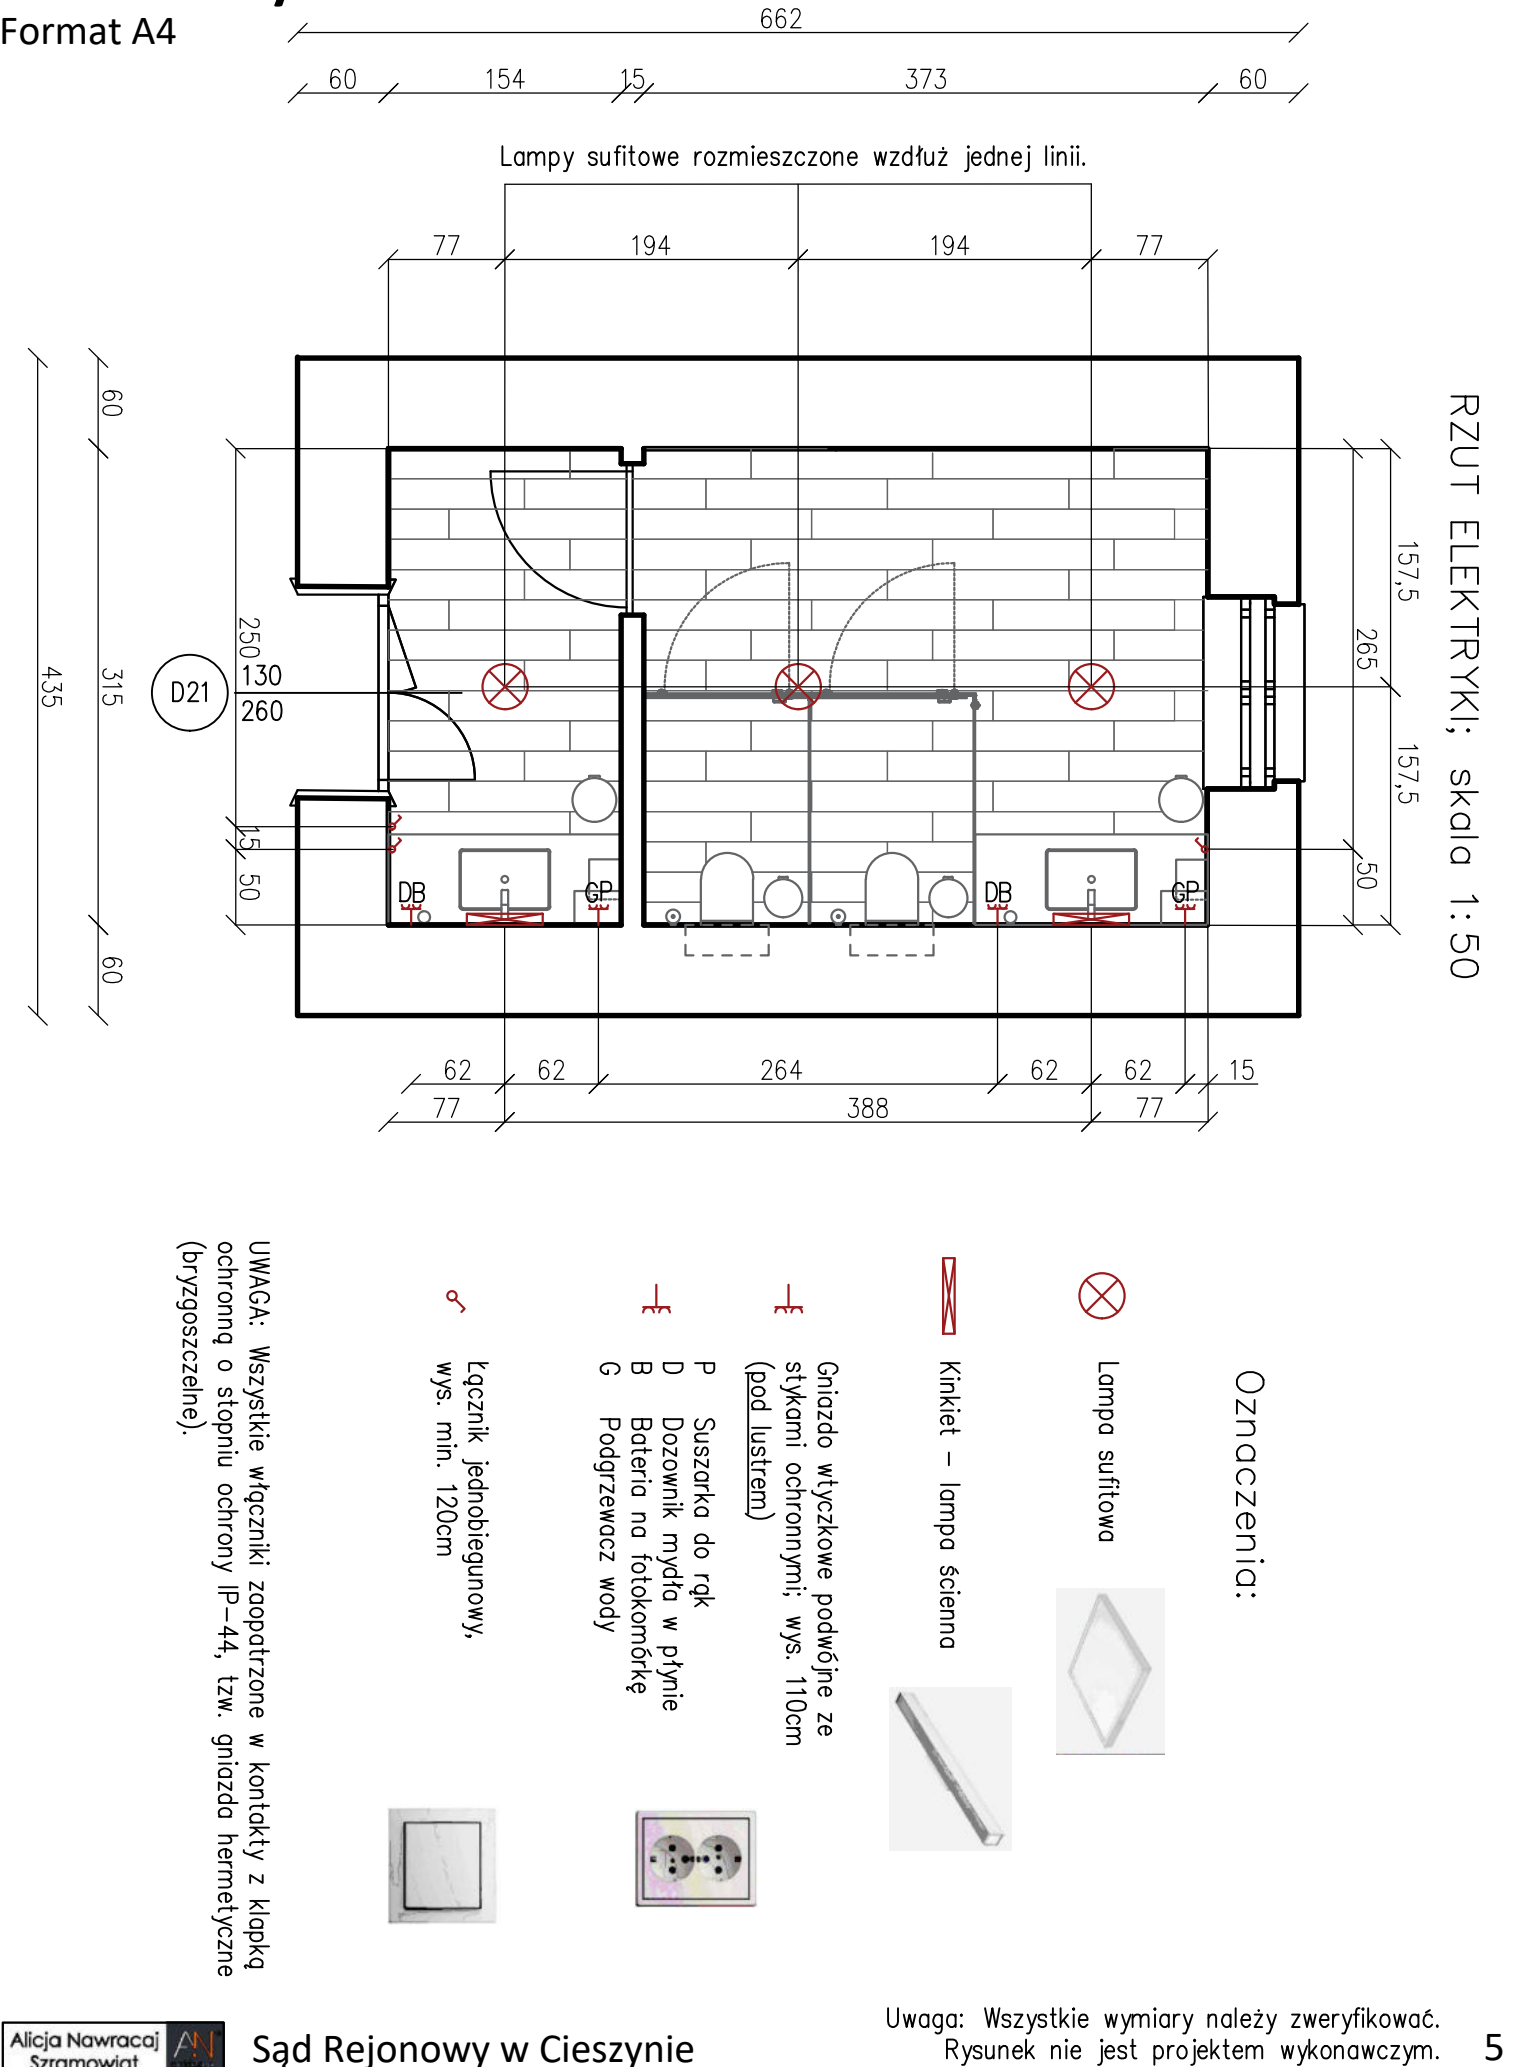 Format A4
662
60
154
15
373
60
Lampy sufitowe rozmieszczone wzdłuż jednej linii.
77
194
194
77
RZUT ELEKTRYKI; skala 1:50
60
315
60
435
250
15
50
D21
130
260
157,5
157,5
265
50
DB
GP
DB
GP
62
62
264
62
62
15
77
388
77
Oznaczenia:
Lampa sufitowa
Kinkiet – lampa ścienna
Gniazdo wtyczkowe podwójne ze
stykami ochronnymi; wys. 110cm
(pod lustrem)
P Suszarka do rąk
D Dozownik mydła w płynie
B Bateria na fotokomórkę
G Podgrzewacz wody
Łącznik jednobiegunowy,
wys. min. 120cm
UWAGA: Wszystkie włączniki zaopatrzone w kontakty z klapką
ochronną o stopniu ochrony IP–44, tzw. gniazda hermetyczne
(bryzgoszczelne).
Alicja Nawracaj
Szramowiat
AN
Sąd Rejonowy w Cieszynie
Uwaga: Wszystkie wymiary należy zweryfikować.
Rysunek nie jest projektem wykonawczym.
5